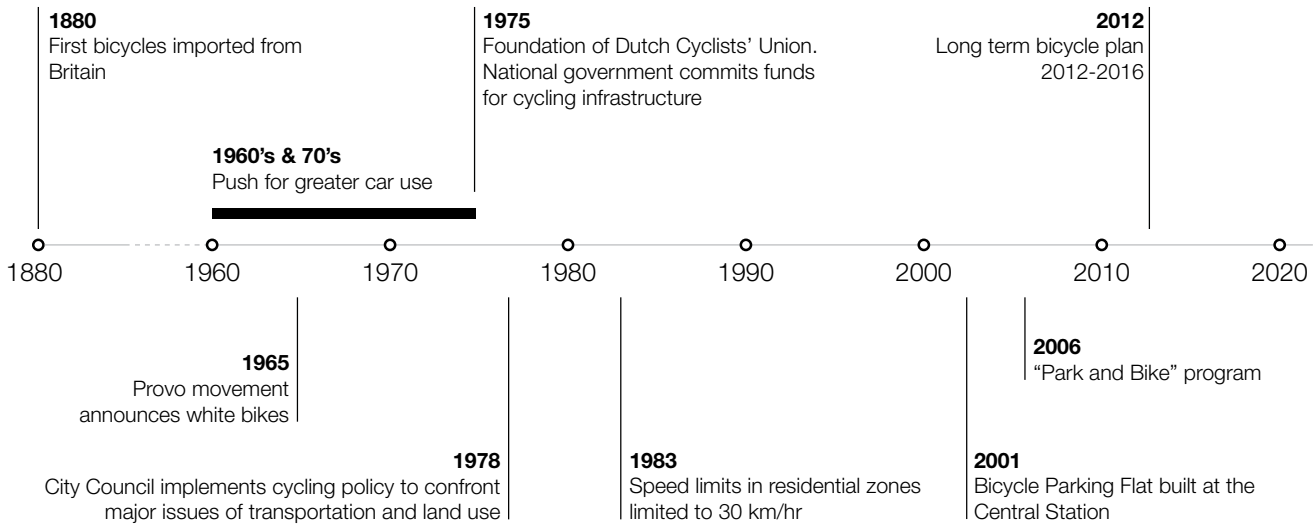 1880
First bicycles imported from
Britain
1975
Foundation of Dutch Cyclists’ Union.
National government commits funds
for cycling infrastructure
2012
Long term bicycle plan
2012-2016
1960’s & 70’s
Push for greater car use
1880 1960 1970 1980 1990 2000 2010 2020
1965
Provo movement
announces white bikes
2006
“Park and Bike” program
1978
City Council implements cycling policy to confront
major issues of transportation and land use
1983
Speed limits in residential zones
limited to 30 km/hr
2001
Bicycle Parking Flat built at the
Central Station